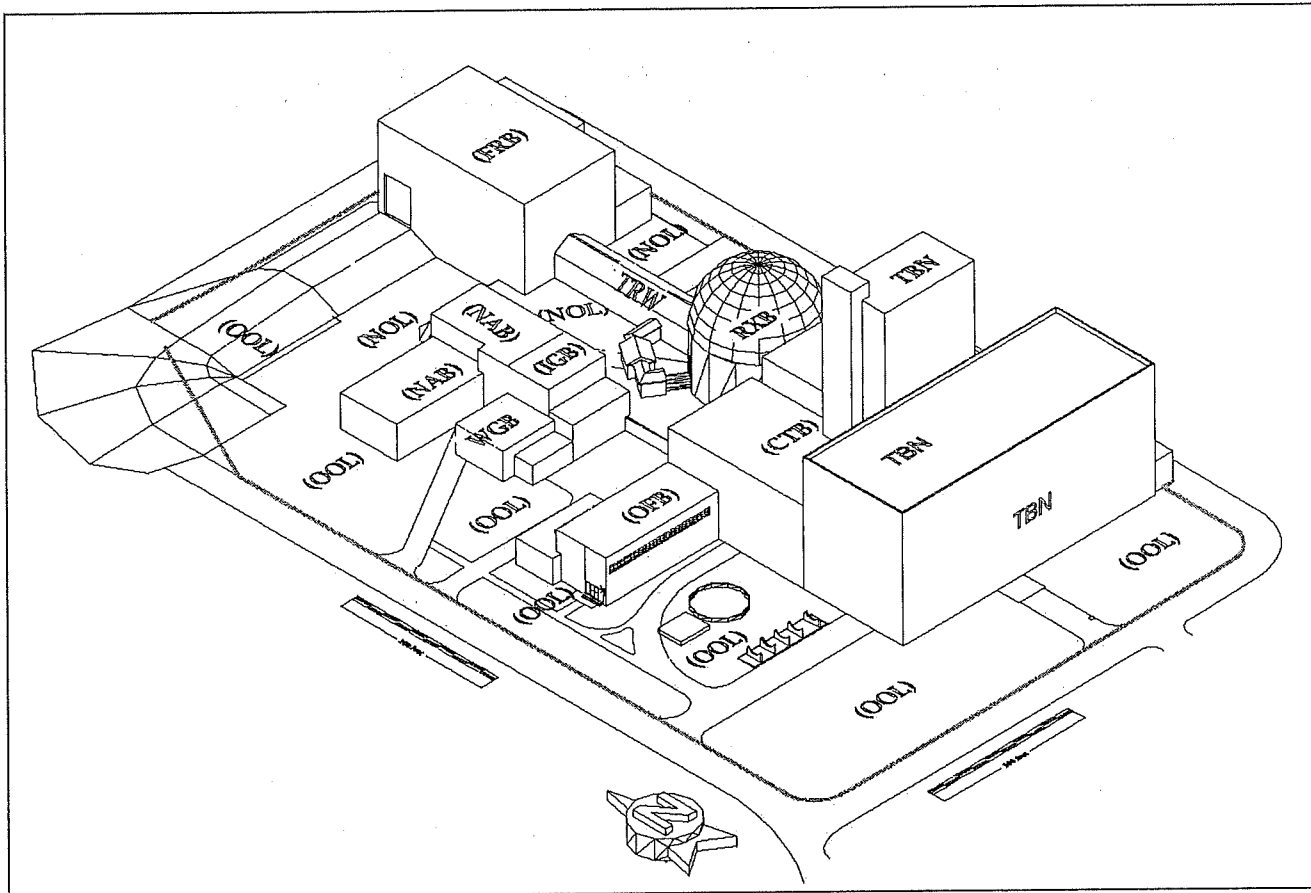 (FRB)
(NOL)
TBN
TRW
RXB
(OOL)
(NOL)
(NAB)
(NOL)
(IGB)
(NAB)
WGB
(CTB)
TBN
TBN
(OOL)
(OOL)
(OFB)
(OOL)
(OOL)
(OOL)
(OOL)
N